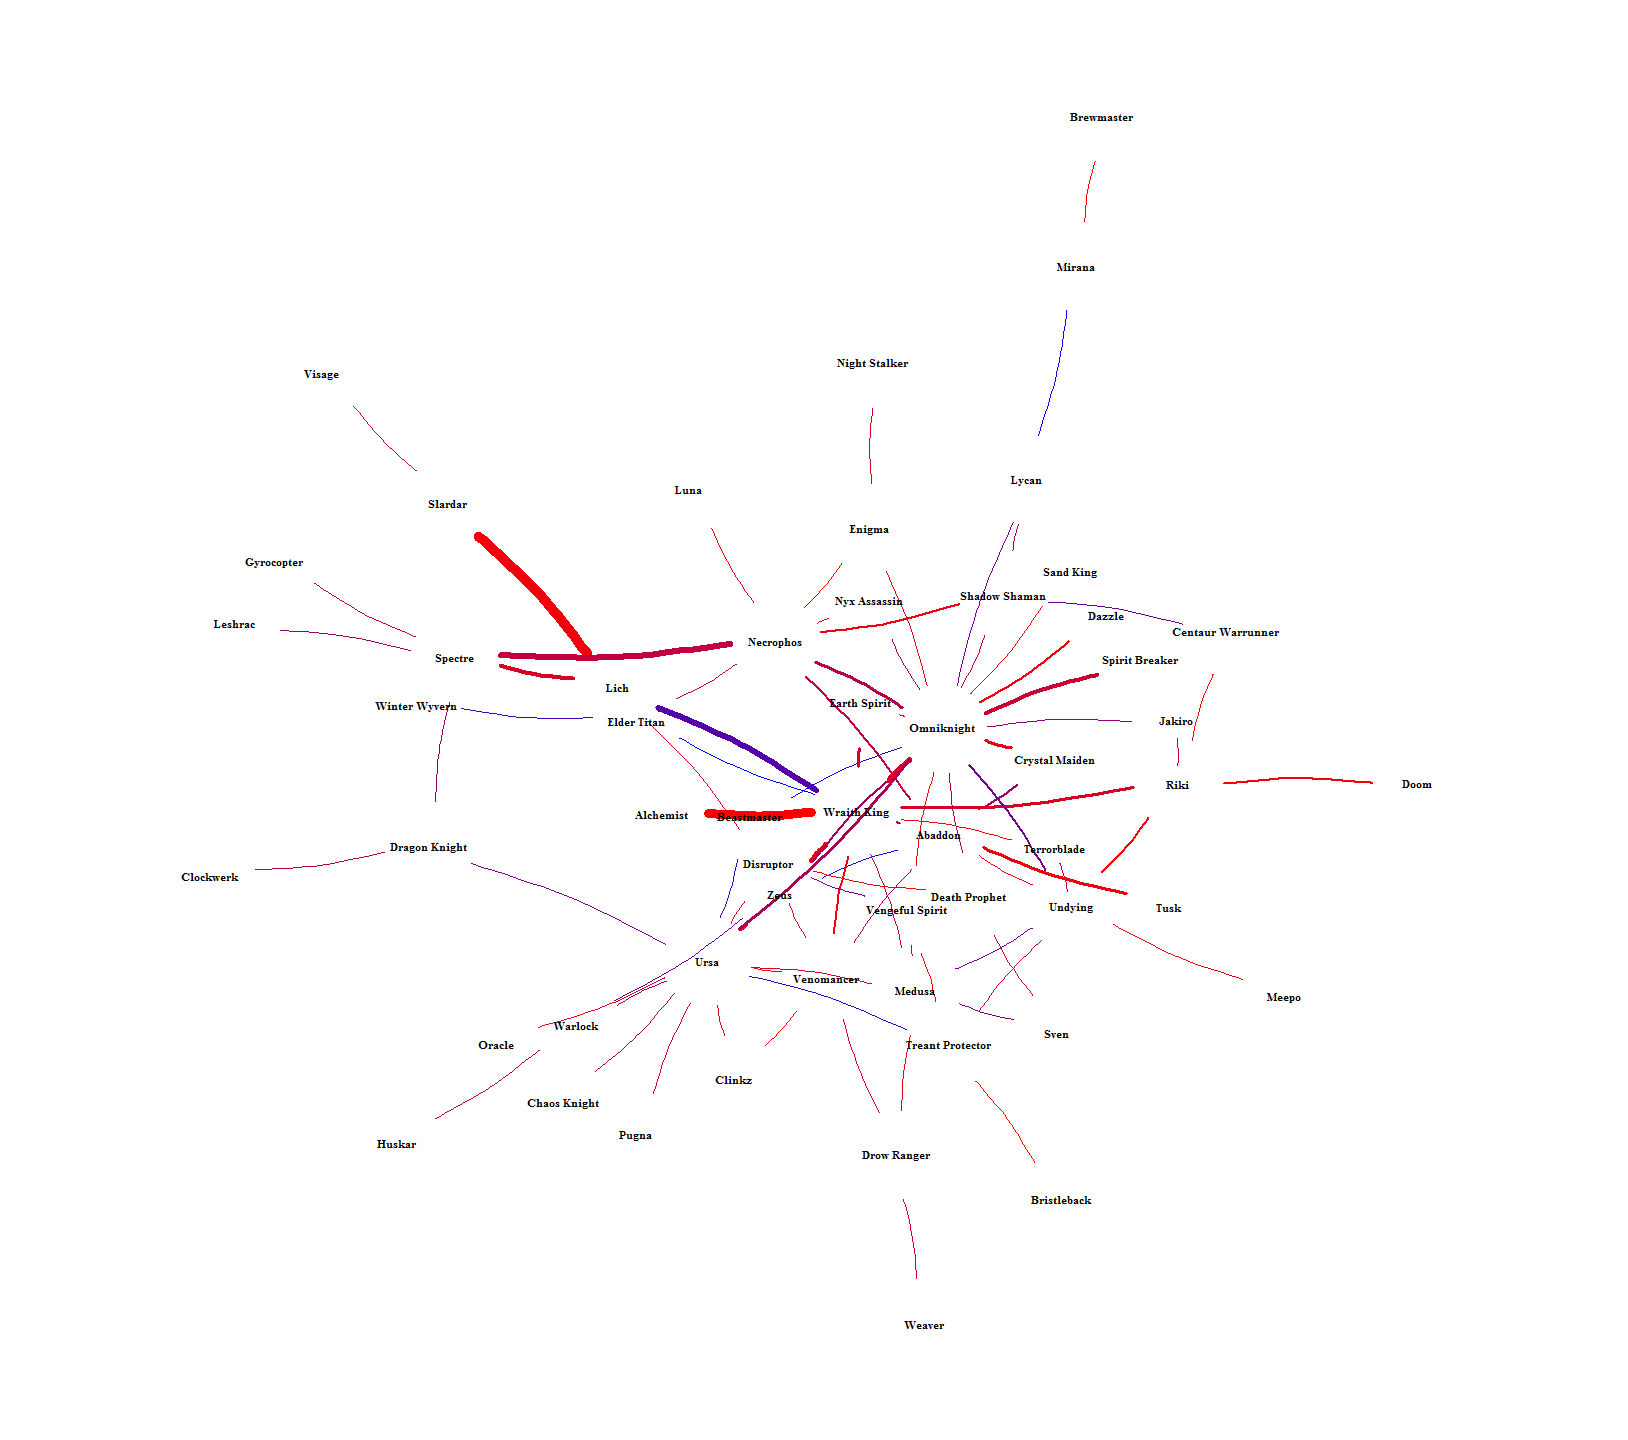 Brewmaster
Mirana
Night Stalker
Visage
Lycan
Luna
Slardar
Enigma
Gyrocopter
Sand King
Shadow Shaman
Nyx Assassin
Dazzle
Leshrac
Centaur Warrunner
Necrophos
Spectre
Spirit Breaker
Lich
Earth Spirit
Winter Wyvern
Elder Titan
Jakiro
Omniknight
Crystal Maiden
Riki
Doom
Alchemist
Beastmaster
Wraith King
Abaddon
Dragon Knight
Terrorblade
Disruptor
Clockwerk
Zeus
Death Prophet
Vengeful Spirit
Undying
Tusk
Ursa
Venomancer
Medusa
Meepo
Warlock
Sven
Oracle
Treant Protector
Clinkz
Chaos Knight
Pugna
Huskar
Drow Ranger
Bristleback
Weaver